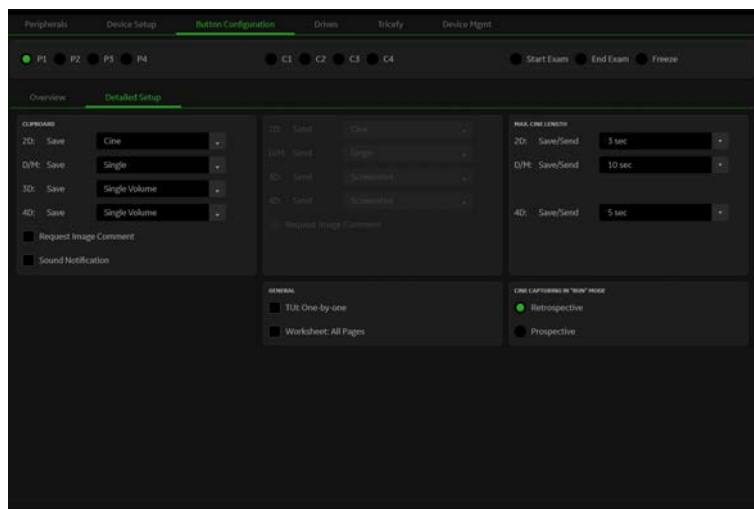 Peripherals Device Setup Button Configuration Drives Tricefy Device Mgmt
P1 P2 P3 P4 C1 C2 C3 C4 Start Exam End Exam Freeze
Overview Detailed Setup
CLIPBOARD
2D: Save Cine
D/M: Save Single
3D: Save Single Volume
4D: Save Single Volume
Request Image Comment
Sound Notification
2D: Send Cine
D/M: Send Single
3D: Send Screenshot
4D: Send Screenshot
Request Image Comment
MAX. CINE LENGTH
2D: Save/Send 3 sec
D/M: Save/Send 10 sec
4D: Save/Send 5 sec
GENERAL
TUI: One-by-one
Worksheet: All Pages
CINE CAPTURING IN "RUN" MODE
Retrospective
Prospective